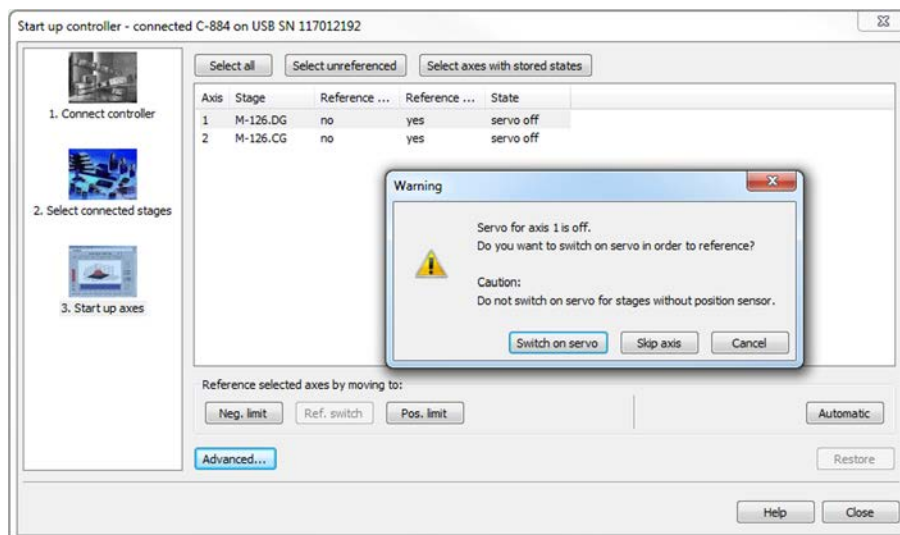 Start up controller - connected C-884 on USB SN 117012192
1. Connect controller
2. Select connected stages
3. Start up axes
Select all Select unreferenced Select axes with stored states
Axis Stage Reference ... Reference ... State
1 M-126.DG no yes servo off
2 M-126.CG no yes servo off
Warning
Servo for axis 1 is off.
Do you want to switch on servo in order to reference?
Caution:
Do not switch on servo for stages without position sensor.
Switch on servo Skip axis Cancel
Reference selected axes by moving to:
Neg. limit Ref. switch Pos. limit Automatic
Advanced... Restore
Help Close